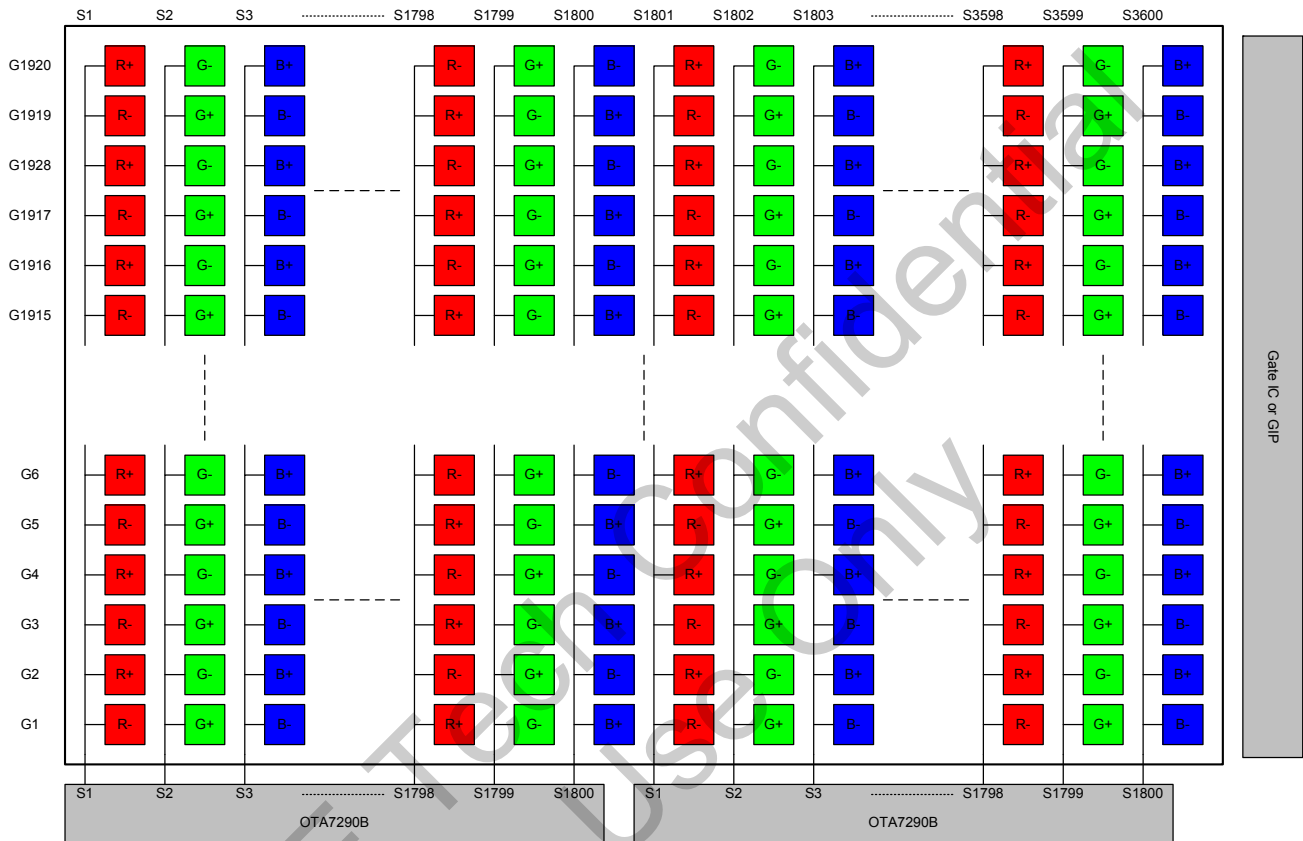 S1 S2 S3 S1798 S1799 S1800 S1801 S1802 S1803 S3598 S3599 S3600
G1920 R+ G- B+ R- G+ B- R+ G- B+ R+ G- B+
G1919 R- G+ B- R+ G- B+ R- G+ B- R- G+ B-
G1928 R+ G- B+ R- G+ B- R+ G- B+ R+ G- B+
G1917 R- G+ B- R+ G- B+ R- G+ B- R- G+ B-
G1916 R+ G- B+ R- G+ B- R+ G- B+ R+ G- B+
G1915 R- G+ B- R+ G- B+ R- G+ B- R- G+ B-
Gate IC or GIP
G6 R+ G- B+ R- G+ B- R+ G- B+ R+ G- B+
G5 R- G+ B- R+ G- B+ R- G+ B- R- G+ B-
G4 R+ G- B+ R- G+ B- R+ G- B+ R+ G- B+
G3 R- G+ B- R+ G- B+ R- G+ B- R- G+ B-
G2 R+ G- B+ R- G+ B- R+ G- B+ R+ G- B+
G1 R- G+ B- R+ G- B+ R- G+ B- R- G+ B-
S1 S2 S3 S1798 S1799 S1800 S1 S2 S3 S1798 S1799 S1800
OTA7290B OTA7290B
Tech Confidential
Use Only